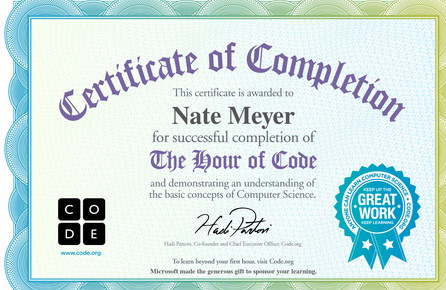 Certificate of Completion
This certificate is awarded to
Nate Meyer
for successful completion of
The Hour of Code
and demonstrating an understanding of
the basic concepts of Computer Science.
C O
D E
www.code.org
Hadi Partovi
Hadi Partovi, Co-founder and Chief Executive Officer, Code.org
ANYONE CAN LEARN COMPUTER SCIENCE • CODE.ORG •
KEEP UP THE
GREAT
WORK
KEEP LEARNING
To learn beyond your first hour, visit Code.org
Microsoft made the generous gift to sponsor your learning.